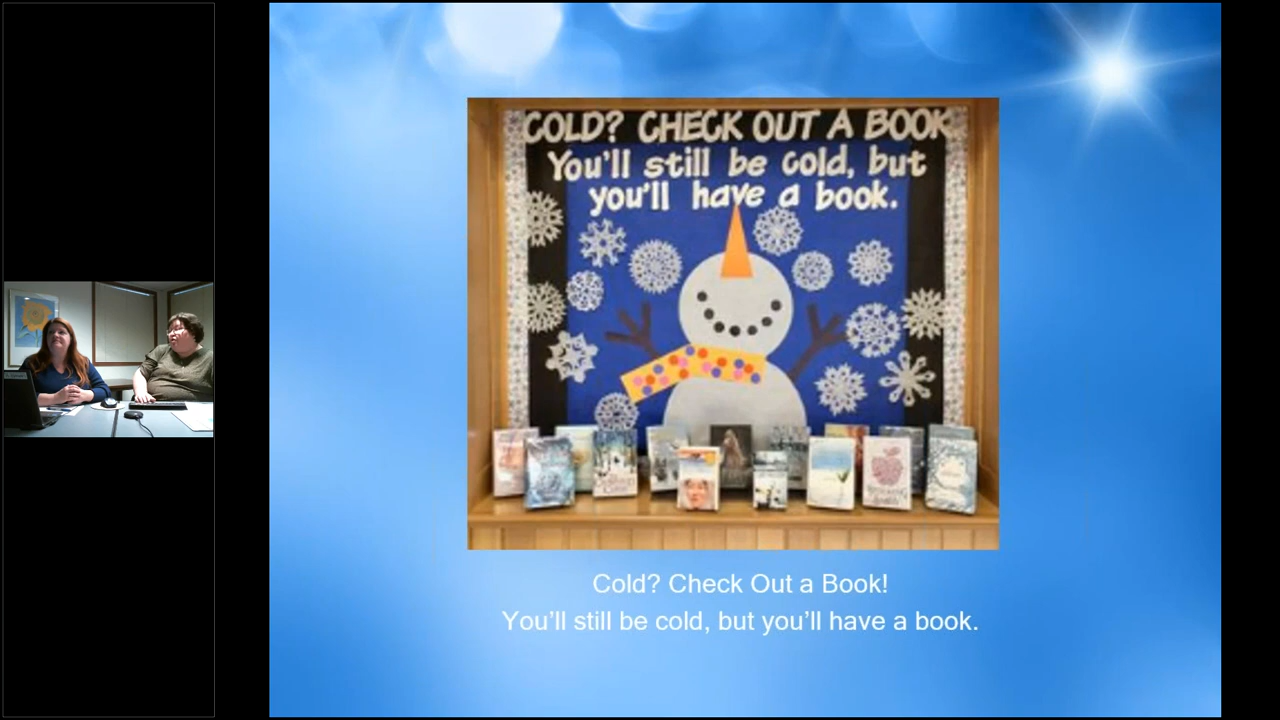 COLD? CHECK OUT A BOOK.
You'll still be cold, but
you'll have a book.
Cold? Check Out a Book!
You'll still be cold, but you'll have a book.